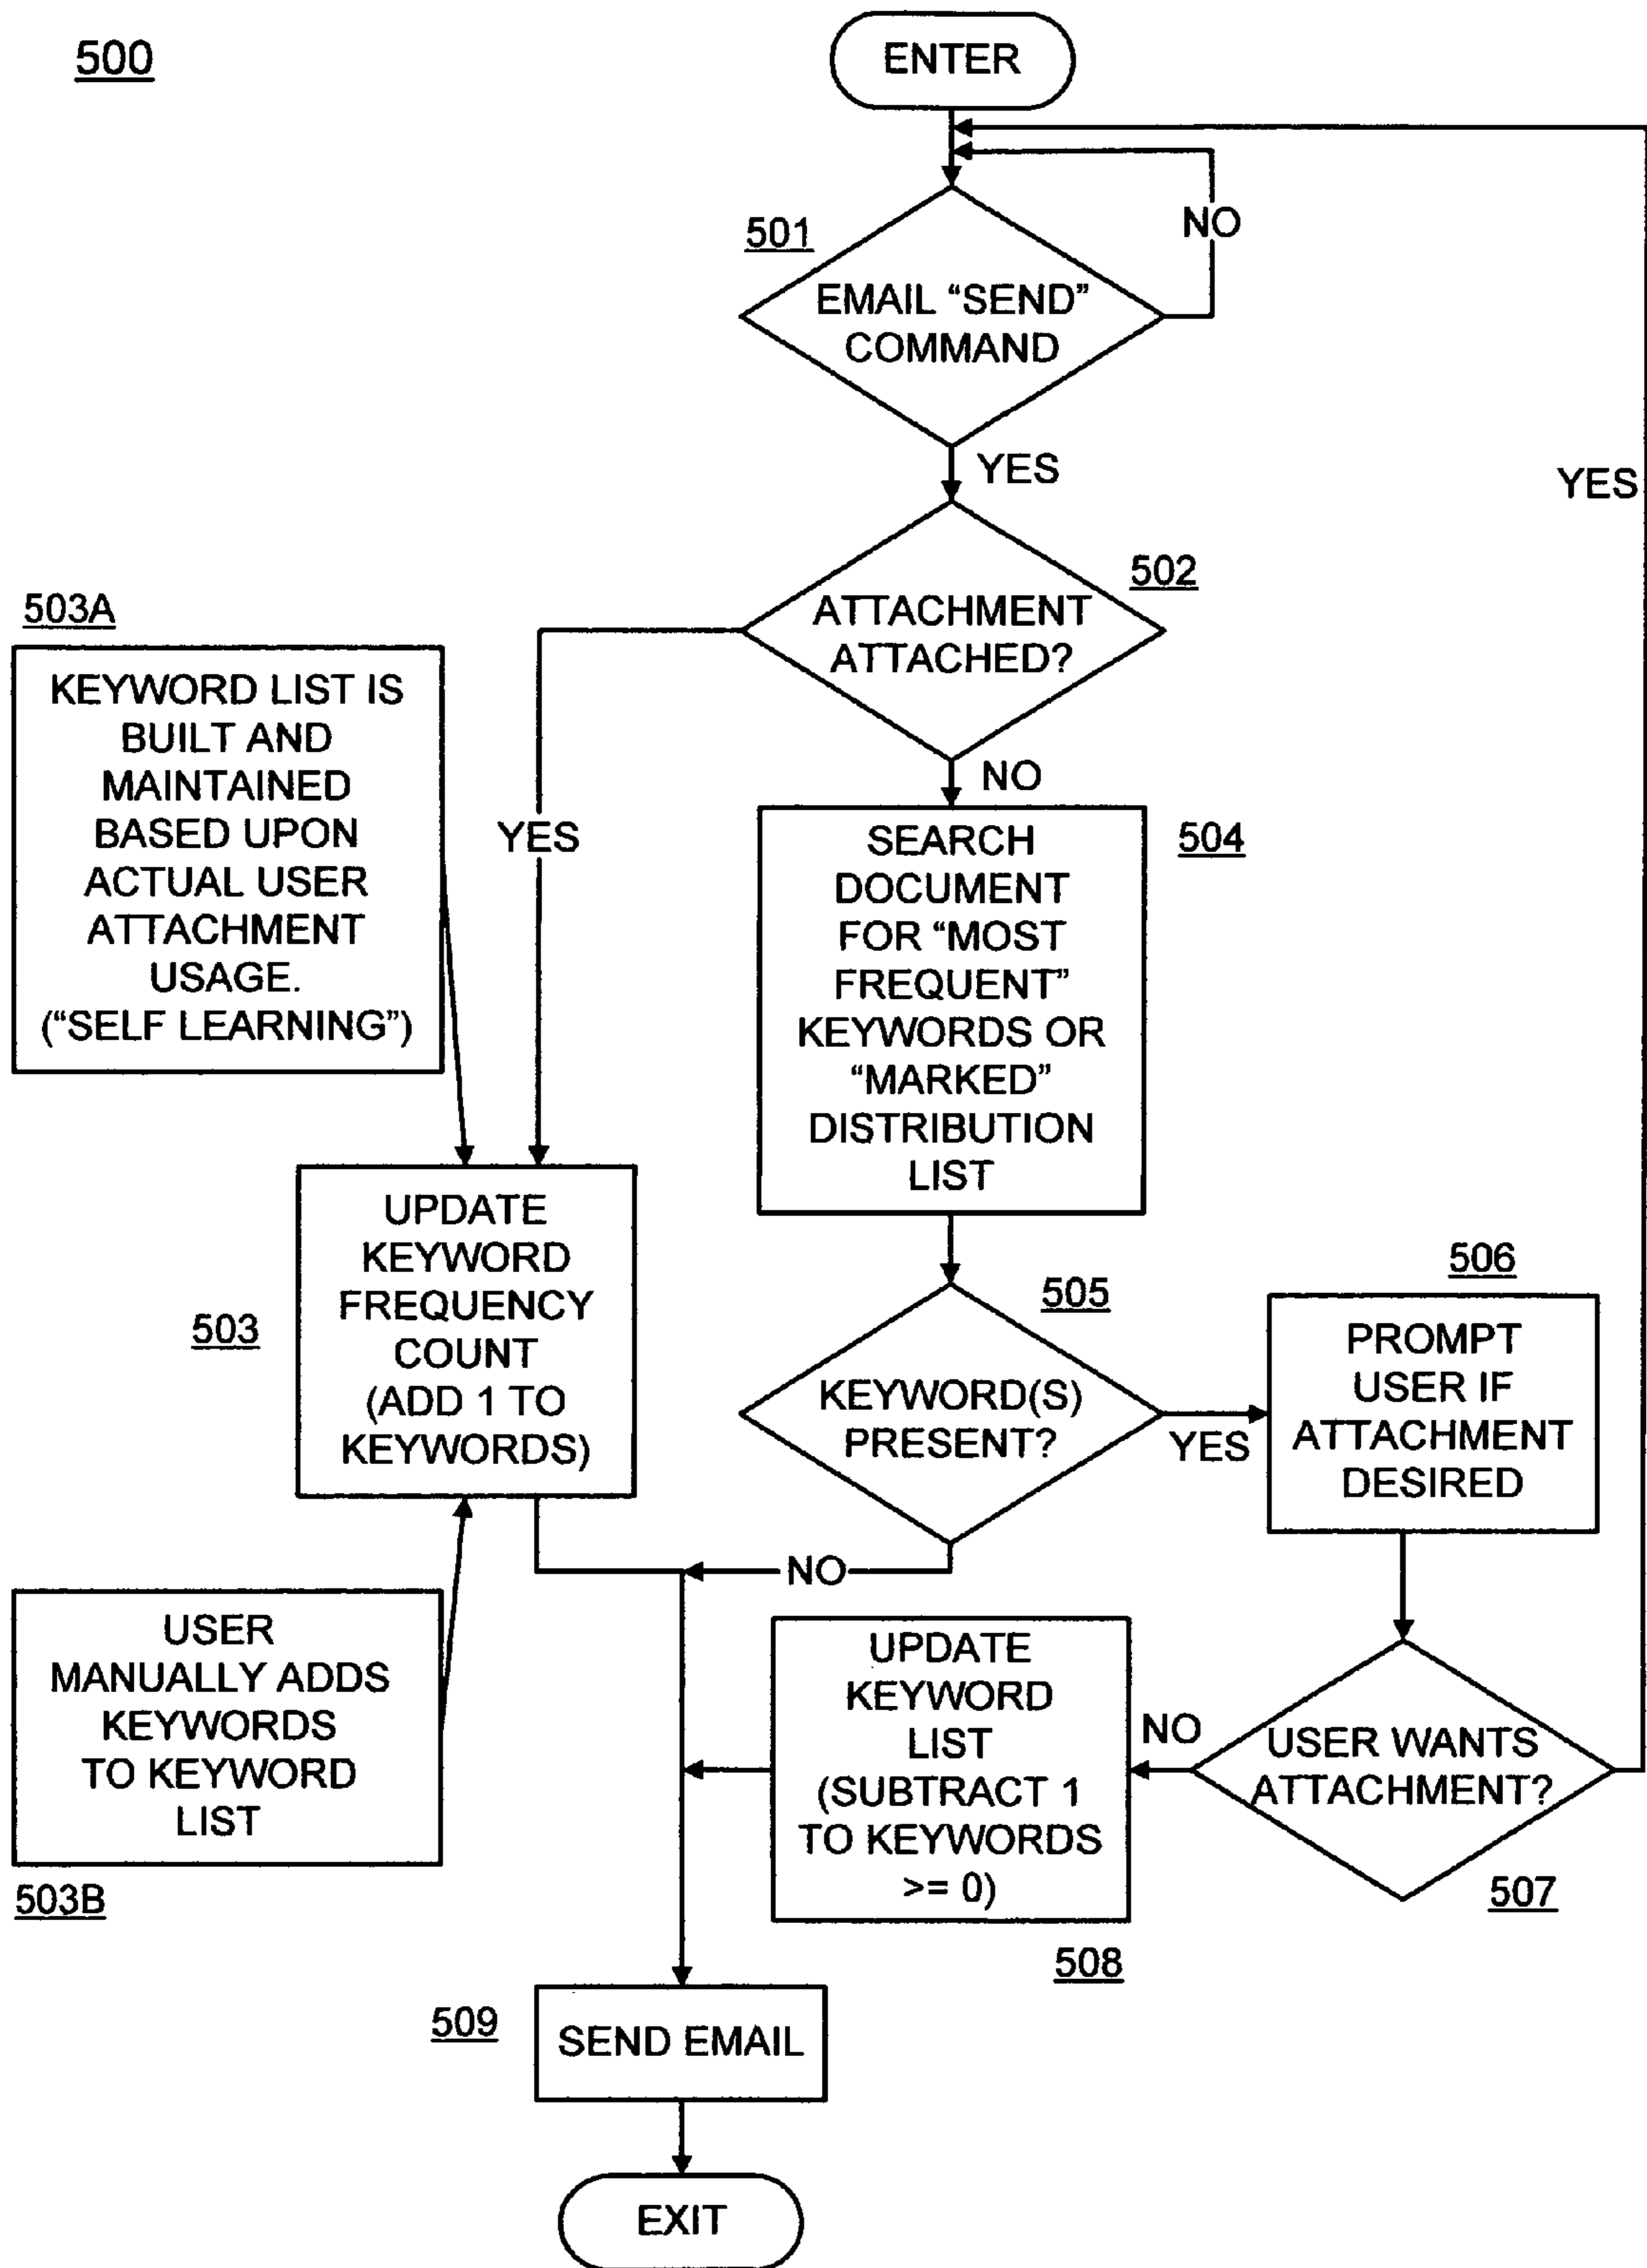 500
ENTER
NO
501
EMAIL “SEND”
COMMAND
YES
YES
502
ATTACHMENT
ATTACHED?
503A
KEYWORD LIST IS
BUILT AND
MAINTAINED
BASED UPON
ACTUAL USER
ATTACHMENT
USAGE.
(“SELF LEARNING”)
YES
NO
504
SEARCH
DOCUMENT
FOR “MOST
FREQUENT”
KEYWORDS OR
“MARKED”
DISTRIBUTION
LIST
503
UPDATE
KEYWORD
FREQUENCY
COUNT
(ADD 1 TO
KEYWORDS)
505
KEYWORD(S)
PRESENT?
YES
506
PROMPT
USER IF
ATTACHMENT
DESIRED
NO
USER
MANUALLY ADDS
KEYWORDS
TO KEYWORD
LIST
503B
UPDATE
KEYWORD
LIST
(SUBTRACT 1
TO KEYWORDS
>= 0)
508
NO
USER WANTS
ATTACHMENT?
507
509
SEND EMAIL
EXIT